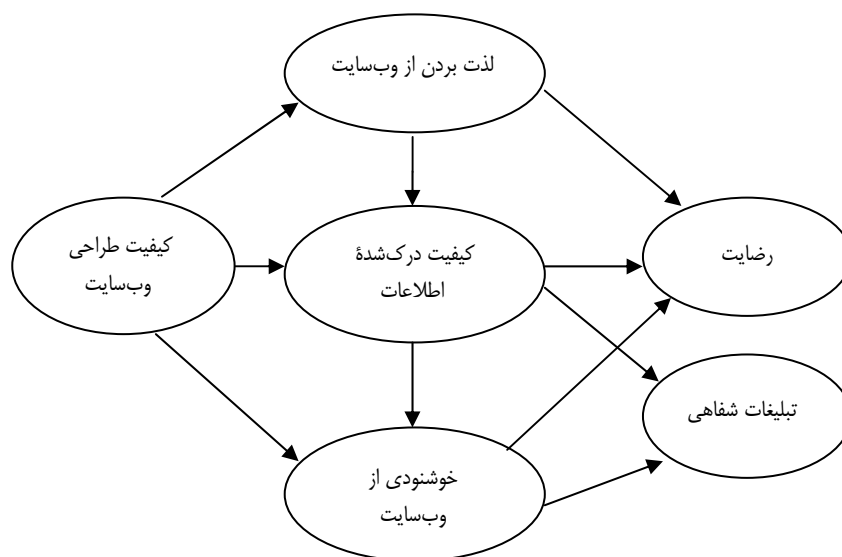 لذت بردن از وب‌سایت
کیفیت طراحی
وب‌سایت
کیفیت درک‌شدۀ
اطلاعات
رضایت
تبلیغات شفاهی
خوشنودی از
وب‌سایت